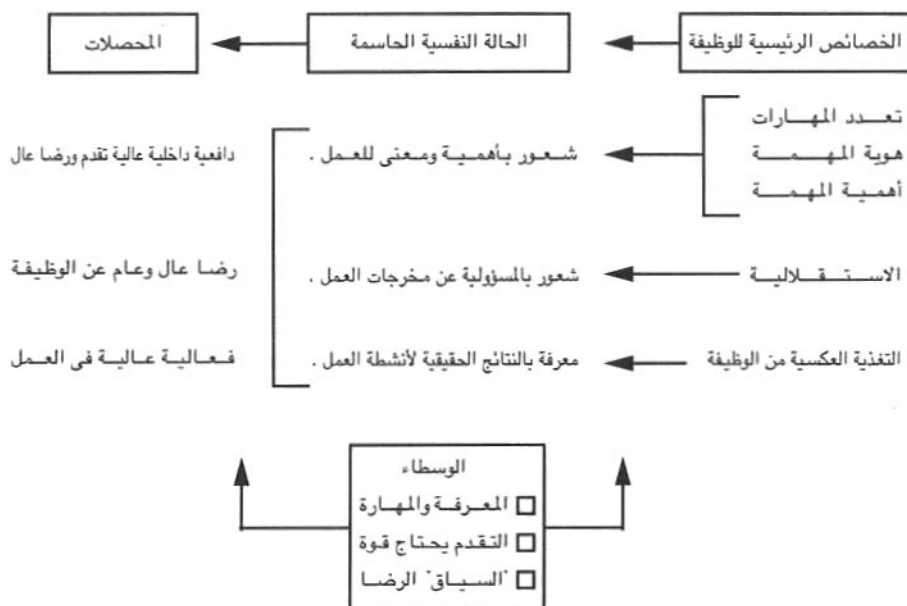 الخصائص الرئيسية للوظيفة
الحالة النفسية الحاسمة
المحصلات
تعدد المهارات
هوية المهمة
أهمية المهمة
شعور بأهمية ومعنى للعمل .
دافعية داخلية عالية تقدم ورضا عال
الاستقلالية
شعور بالمسؤولية عن مخرجات العمل .
رضا عال وعام عن الوظيفة
التغذية العكسية من الوظيفة
معرفة بالنتائج الحقيقية لأنشطة العمل .
فعالية عالية فى العمل
الوسطاء
المعرفة والمهارة
التقدم يحتاج قوة
"السياق" الرضا